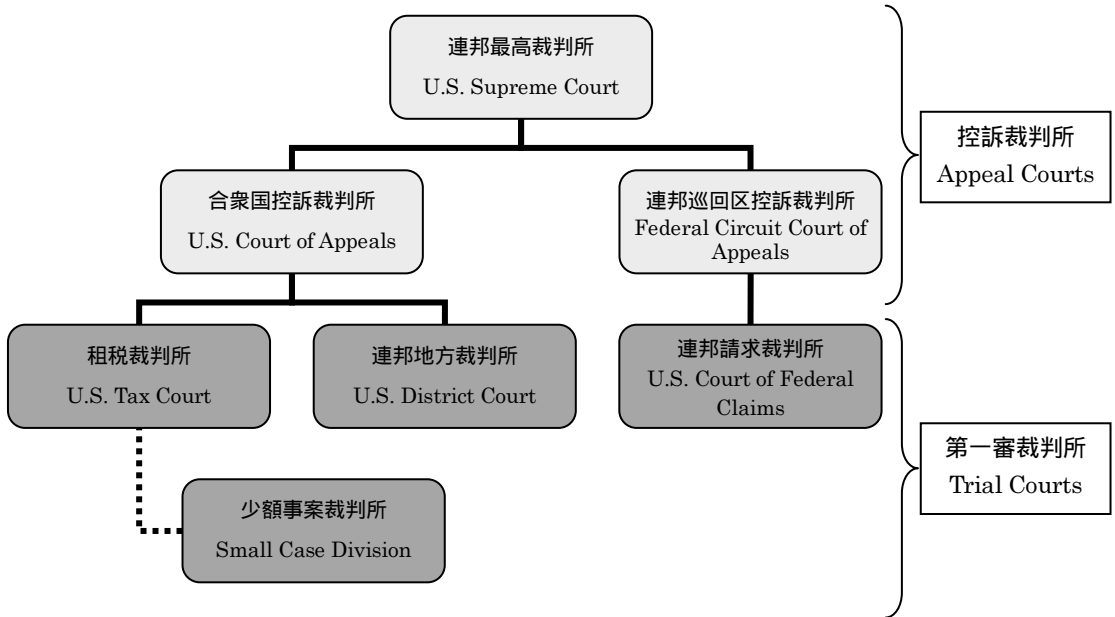 連邦最高裁判所
U.S. Supreme Court
控訴裁判所
Appeal Courts
合衆国控訴裁判所
U.S. Court of Appeals
連邦巡回区控訴裁判所
Federal Circuit Court of
Appeals
租税裁判所
U.S. Tax Court
連邦地方裁判所
U.S. District Court
連邦請求裁判所
U.S. Court of Federal
Claims
第一審裁判所
Trial Courts
少額事案裁判所
Small Case Division